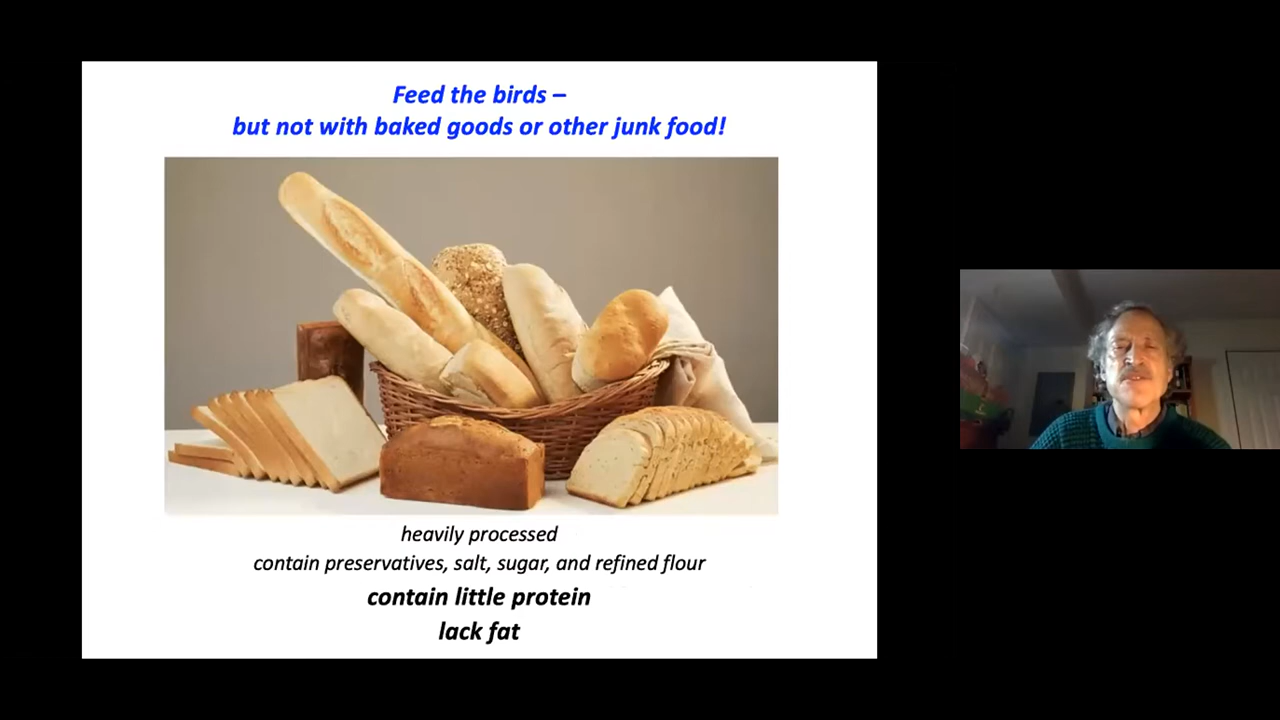 Feed the birds –
but not with baked goods or other junk food!
heavily processed
contain preservatives, salt, sugar, and refined flour
contain little protein
lack fat